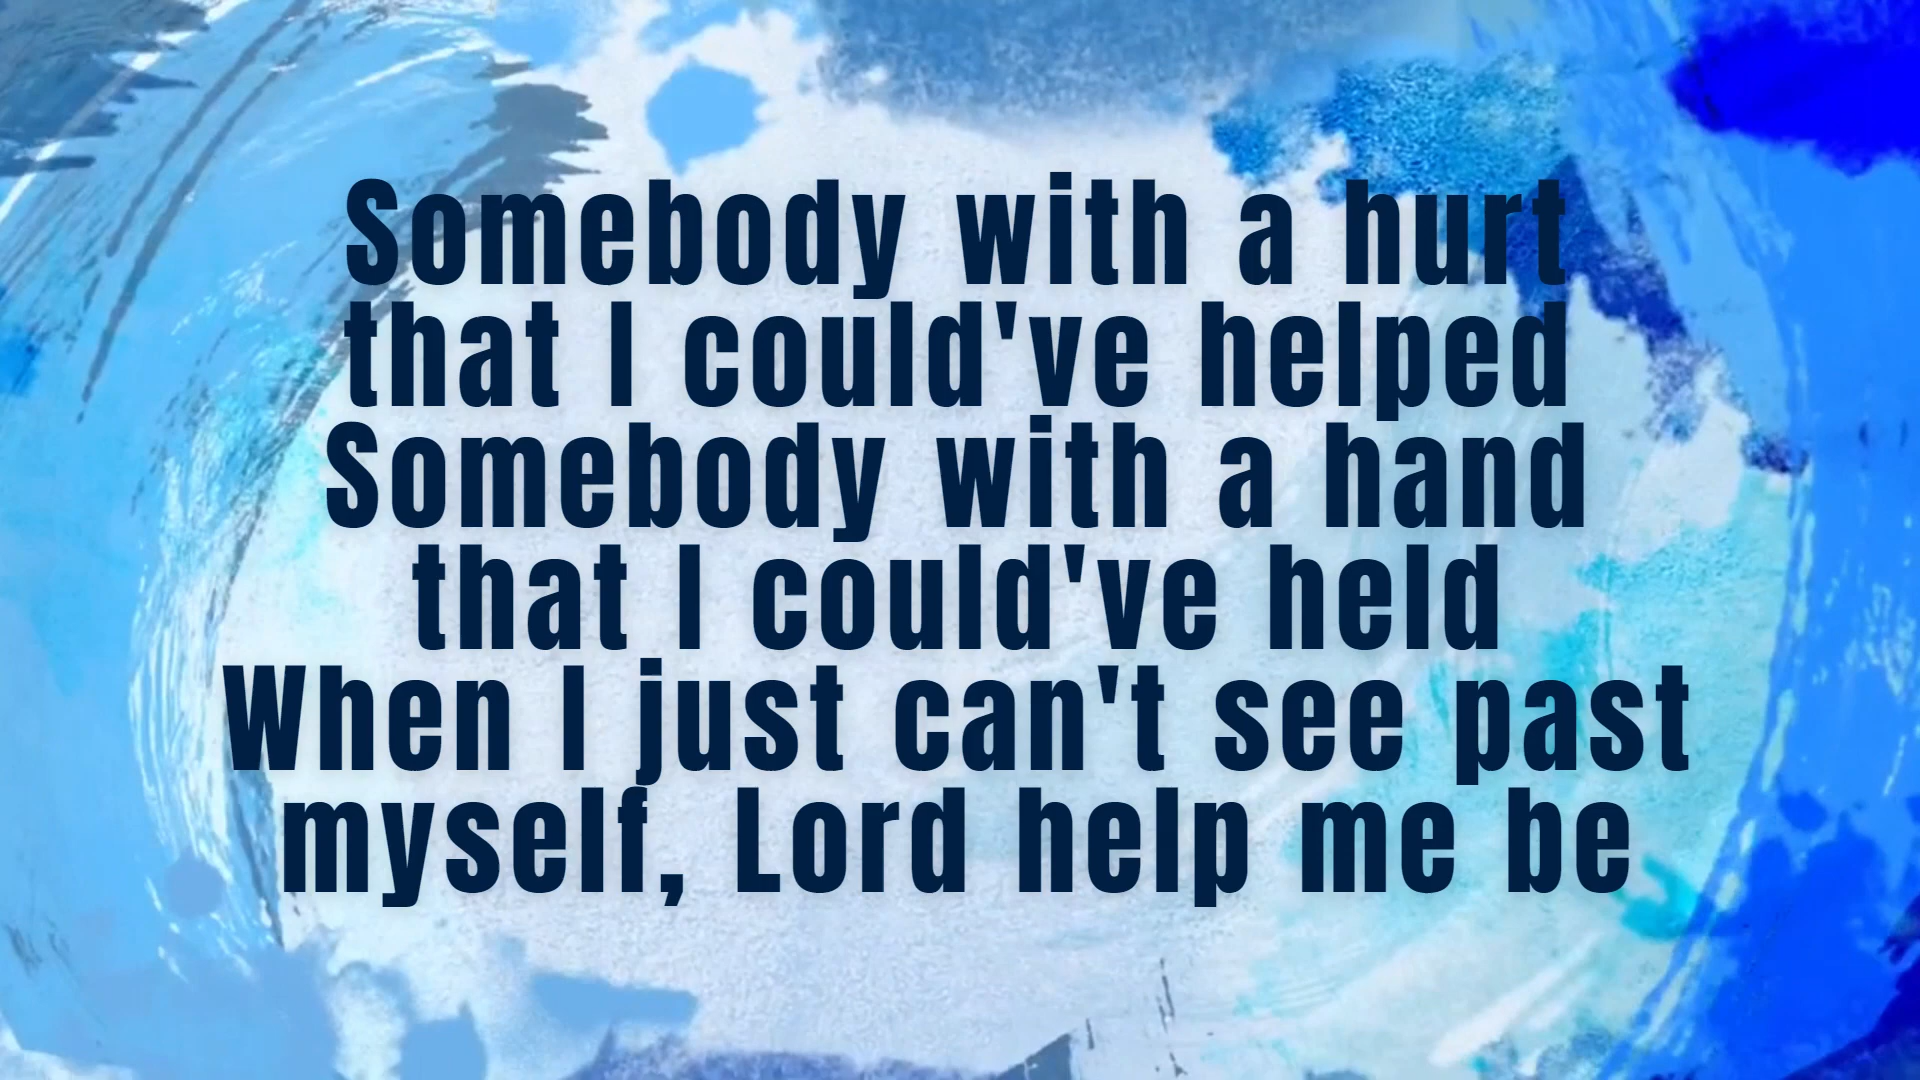 Somebody with a hurt
that I could've helped
Somebody with a hand
that I could've held
When I just can't see past
myself, Lord help me be